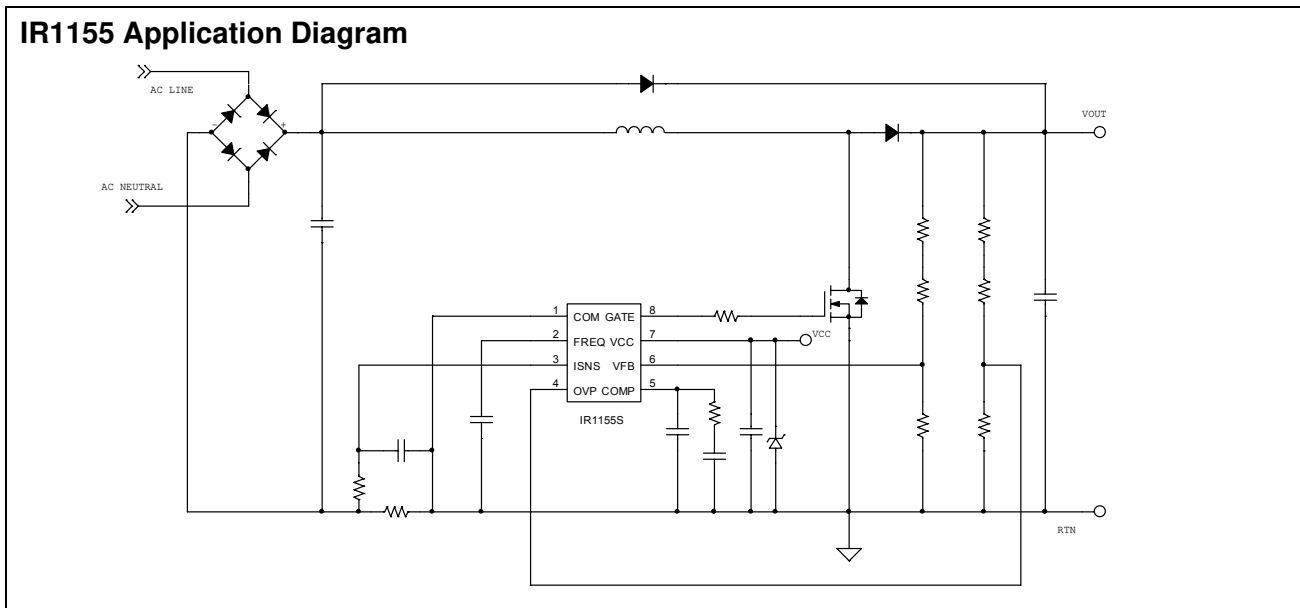 IR1155 Application Diagram
AC LINE
- +
VOUT
AC NEUTRAL
1 COM GATE 8
2 FREQ VCC 7
VCC
3 ISNS VFB 6
4 OVP COMP 5
IR1155S
RTN